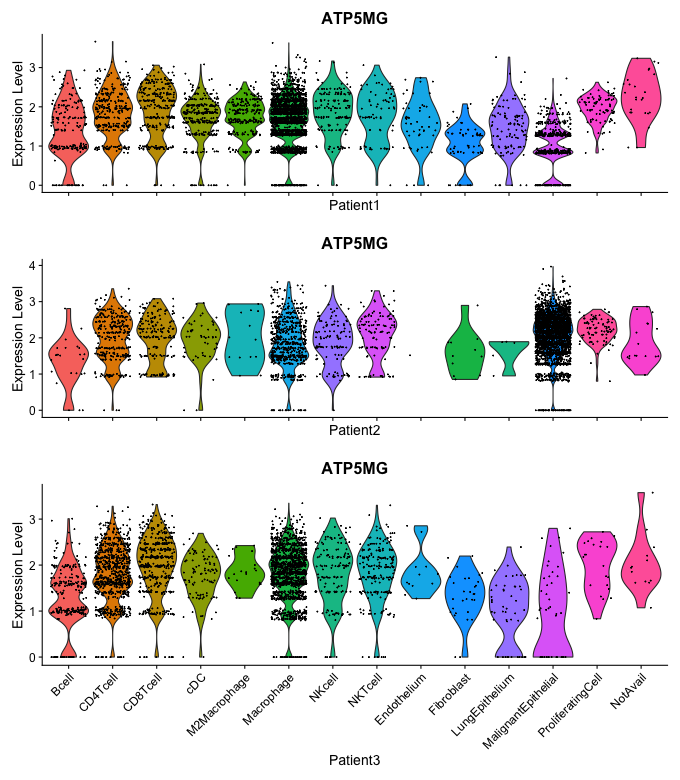 ATP5MG
Expression Level
3
2
1
0
Patient1
ATP5MG
Expression Level
4
3
2
1
0
Patient2
ATP5MG
Expression Level
3
2
1
0
Bcell
CD4Tcell
CD8Tcell
cDC
M2Macrophage
Macrophage
NKcell
NKTcell
Endothelium
Fibroblast
LungEpithelium
MalignantEpithelial
ProliferatingCell
NotAvail
Patient3